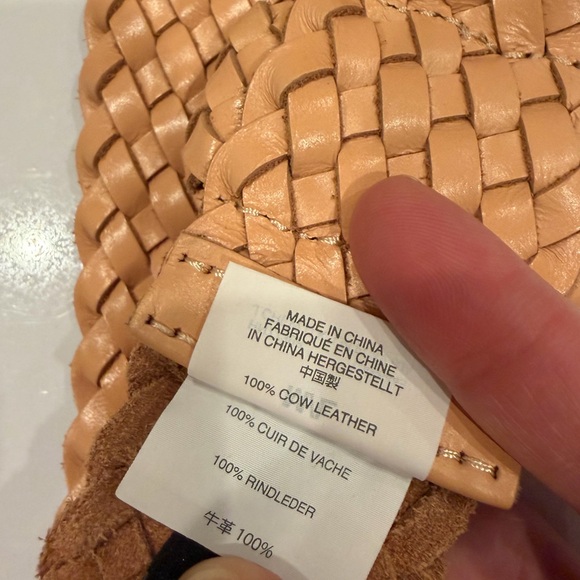 MADE IN CHINA
FABRIQUÉ EN CHINE
IN CHINA HERGESTELLT
中国製
100% COW LEATHER
100% CUIR DE VACHE
100% RINDLEDER
牛革 100%